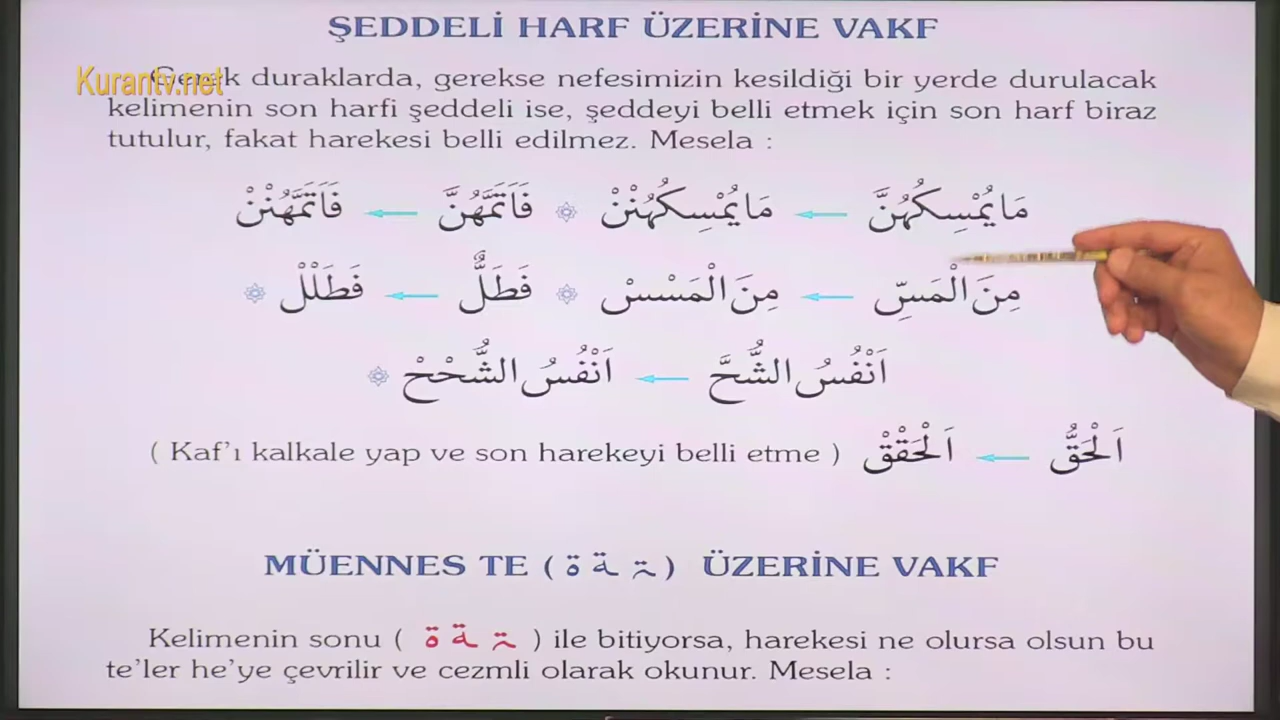 ŞEDDELİ HARF ÜZERİNE VAKF
Kurantv.net
duraklarda, gerekse nefesimizin kesildiği bir yerde durulacak
kelimenin son harfi şeddeli ise, şeddeyi belli etmek için son harf biraz
tutulur, fakat harekesi belli edilmez. Mesela :
مَا يُمْسِكُهُنَّ ← مَا يُمْسِكُهُنْنْ ۞ فَاَتَمَّهُنَّ ← فَاَتَمَّهُنْنْ
مِنَ الْمَسِّ ← مِنَ الْمَسْسْ ۞ فَطَلٌّ ← فَطَلْلْ ۞
اَنْفُسُ الشُّحَّ ← اَنْفُسُ الشُّحْحْ ۞
اَلْحَقُّ ← اَلْحَقْقْ ( Kaf’ı kalkale yap ve son harekeyi belli etme )
MÜENNES TE ( ة ـة ـة ) ÜZERİNE VAKF
Kelimenin sonu ( ة ـة ـة ) ile bitiyorsa, harekesi ne olursa olsun bu
te’ler he’ye çevrilir ve cezmli olarak okunur. Mesela :